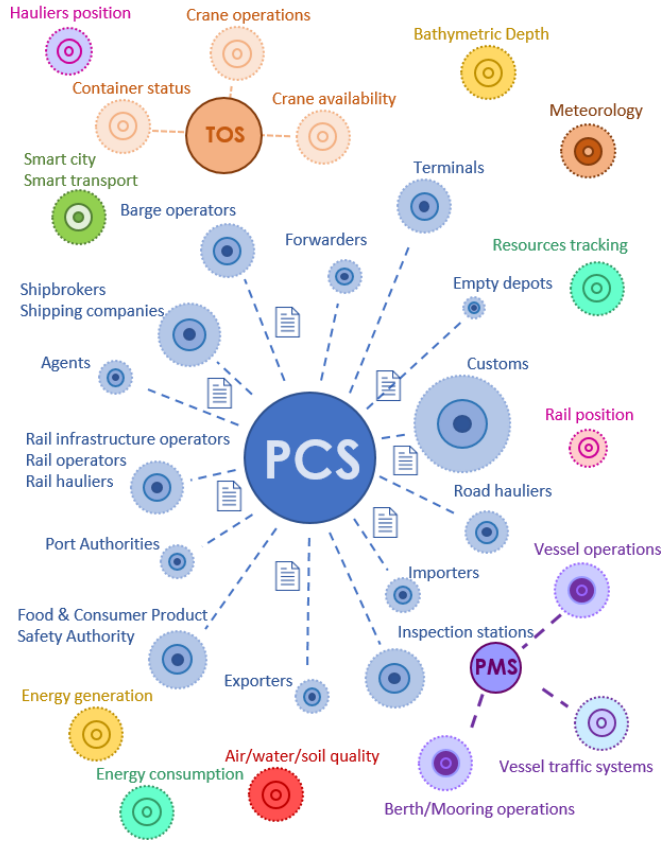 Hauliers position
Crane operations
Bathymetric Depth
Container status
Crane availability
Meteorology
TOS
Smart city
Smart transport
Terminals
Barge operators
Forwarders
Resources tracking
Empty depots
Shipbrokers
Shipping companies
Agents
Customs
Rail position
PCS
Rail infrastructure operators
Rail operators
Rail hauliers
Road hauliers
Port Authorities
Vessel operations
Importers
Food & Consumer Product
Safety Authority
Inspection stations
PMS
Exporters
Energy generation
Air/water/soil quality
Vessel traffic systems
Energy consumption
Berth/Mooring operations